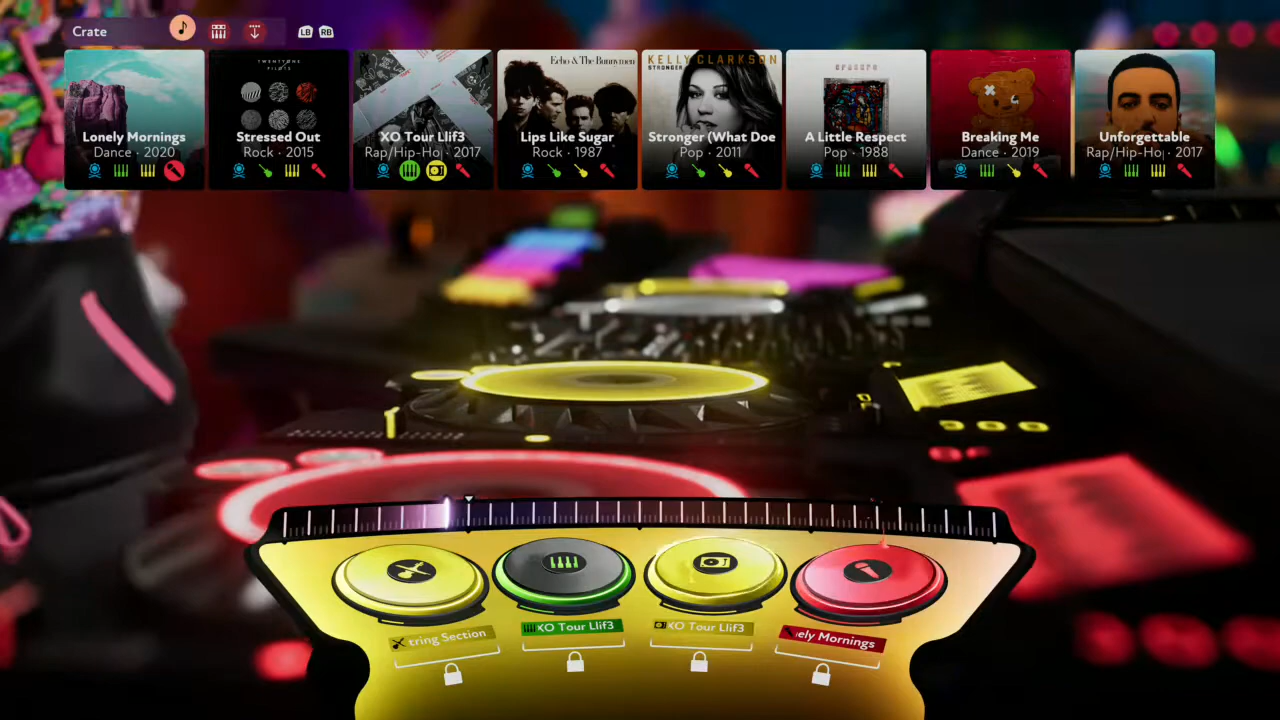 Crate
LB RB
TWENTY ONE
PILOTS
Echo & The Bunnymen
KELLY CLARKSON
STRONGER
ERASURE
Lonely Mornings
Dance · 2020
Stressed Out
Rock · 2015
XO Tour Llif3
Rap/Hip-Ho · 2017
Lips Like Sugar
Rock · 1987
Stronger (What Doe
Pop · 2011
A Little Respect
Pop · 1988
Breaking Me
Dance · 2019
Unforgettable
Rap/Hip-Ho · 2017
tring Section
XO Tour Llif3
XO Tour Llif3
ely Mornings